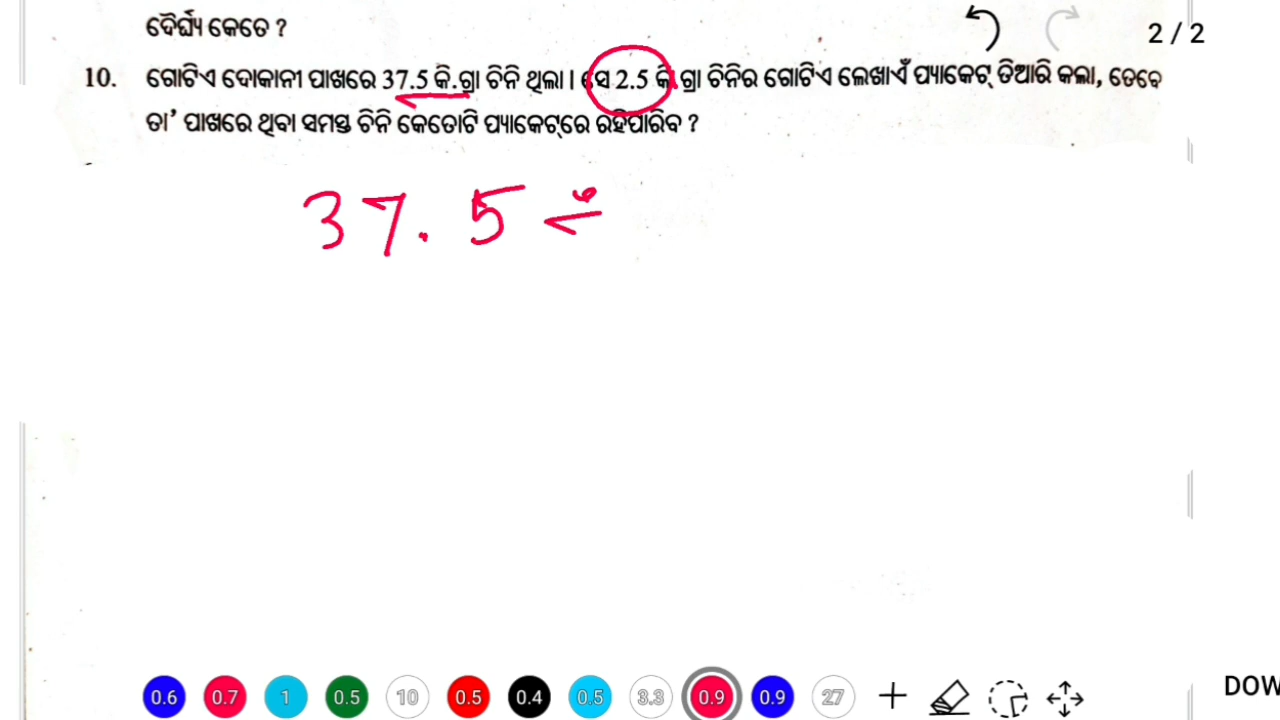 ଦୈର୍ଘ୍ୟ କେତେ ?
2 / 2
10. ଗୋଟିଏ ଦୋକାନୀ ପାଖରେ 37.5 କି.ଗ୍ରା ଚିନି ଥିଲା । ସେ 2.5 କି ଗ୍ରା ଚିନିର ଗୋଟିଏ ଲେଖାଏଁ ପ୍ୟାକେଟ୍ ତିଆରି କଲା, ତେବେ
ତା' ପାଖରେ ଥିବା ସମସ୍ତ ଚିନି କେତୋଟି ପ୍ୟାକେଟ୍‌ରେ ରହିପାରିବ ?
37.5 ÷
0.6 0.7 1 0.5 10 0.5 0.4 0.5 3.3 0.9 0.9 27
DOW